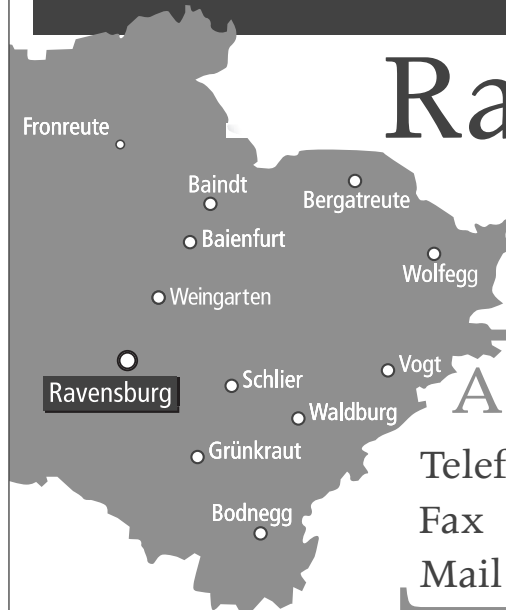 Ra
Fronreute
Baindt
Bergatreute
Baienfurt
Wolfegg
Weingarten
Vogt
Ravensburg
Schlier
A
Waldburg
Grünkraut
Telef
Bodnegg
Fax
Mail